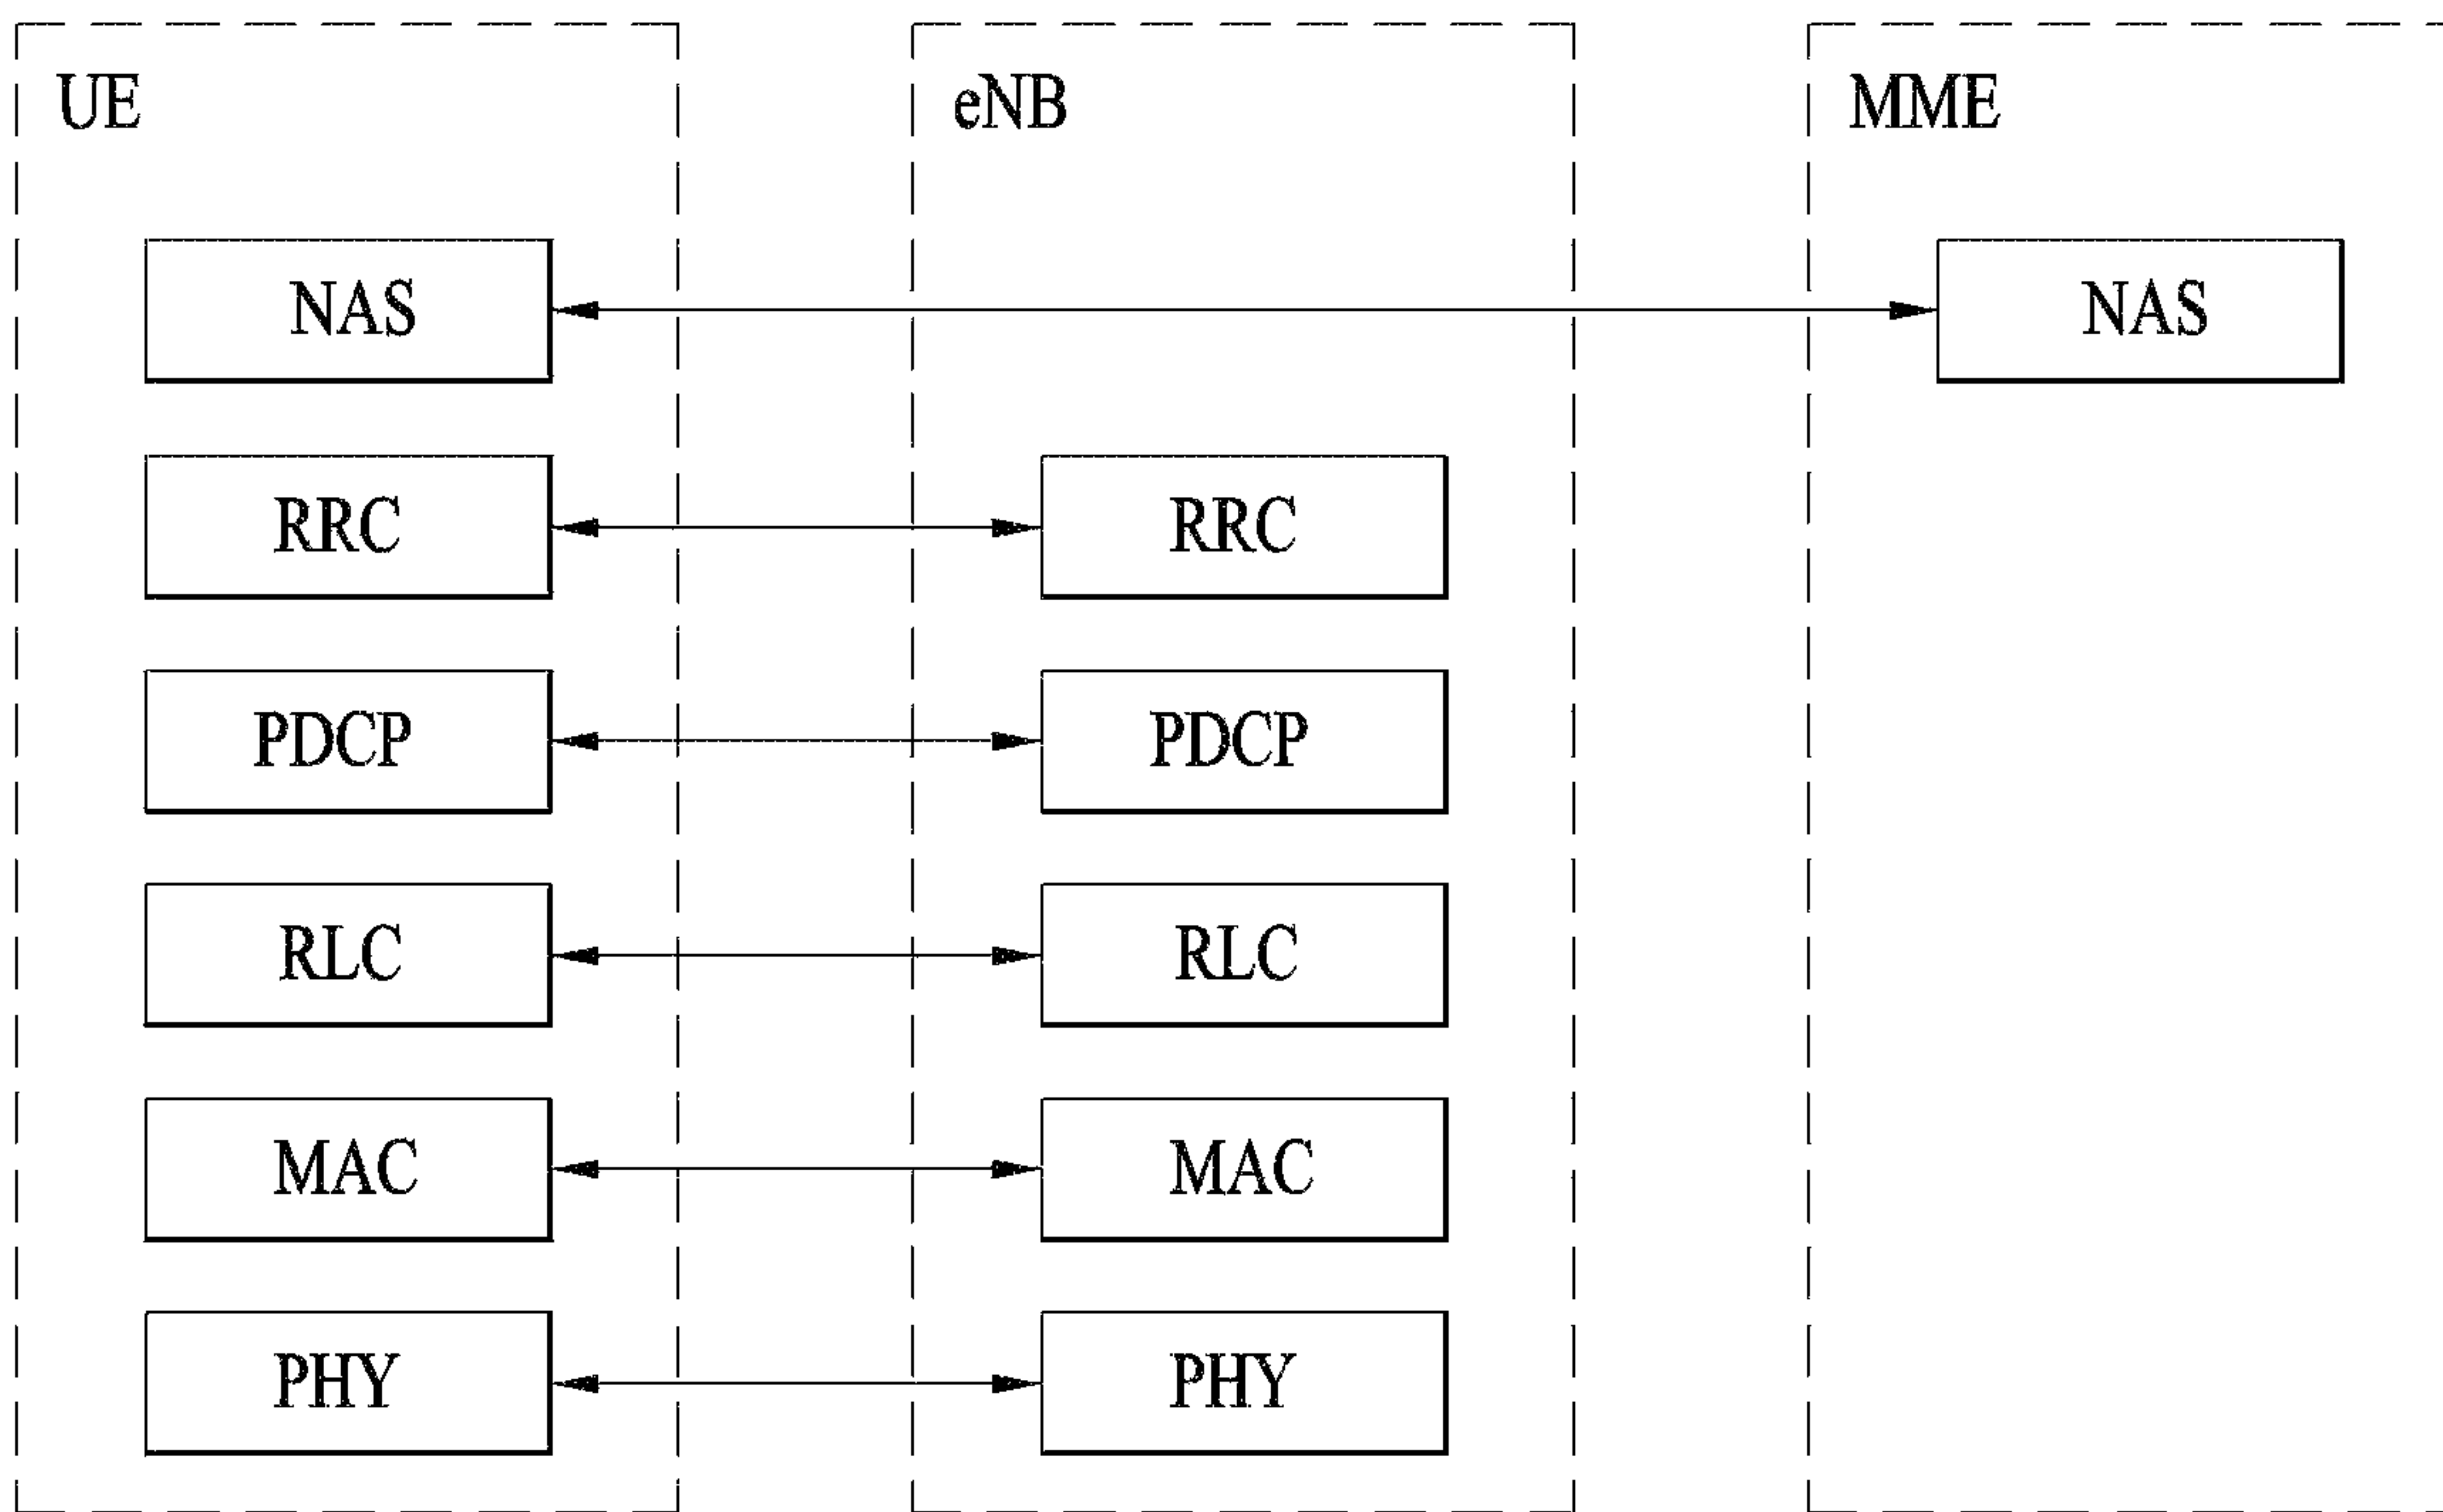 UE eNB MME
NAS NAS
RRC RRC
PDCP PDCP
RLC RLC
MAC MAC
PHY PHY